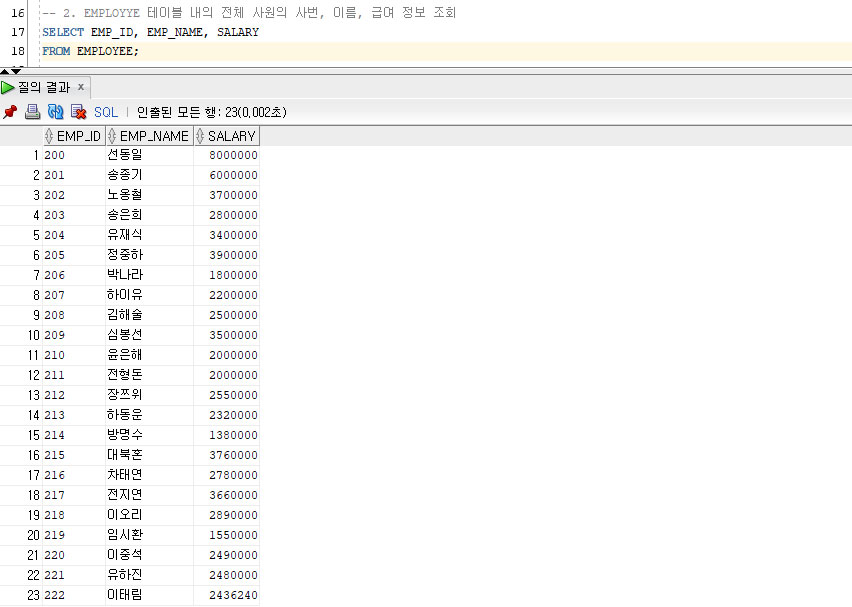 16 -- 2. EMPLOYYE 테이블 내의 전체 사원의 사번, 이름, 급여 정보 조회
17 SELECT EMP_ID, EMP_NAME, SALARY
18 FROM EMPLOYEE;
질의 결과 x
SQL | 인출된 모든 행: 23(0,002초)
EMP_ID EMP_NAME SALARY
1 200 선동일 8000000
2 201 송종기 6000000
3 202 노옹철 3700000
4 203 송은희 2800000
5 204 유재식 3400000
6 205 정중하 3900000
7 206 박나라 1800000
8 207 하이유 2200000
9 208 김해술 2500000
10 209 심봉선 3500000
11 210 윤은해 2000000
12 211 전형돈 2000000
13 212 장쯔위 2550000
14 213 하동운 2320000
15 214 방명수 1380000
16 215 대북혼 3760000
17 216 차태연 2780000
18 217 전지연 3660000
19 218 이오리 2890000
20 219 임시환 1550000
21 220 이중석 2490000
22 221 유하진 2480000
23 222 이태림 2436240